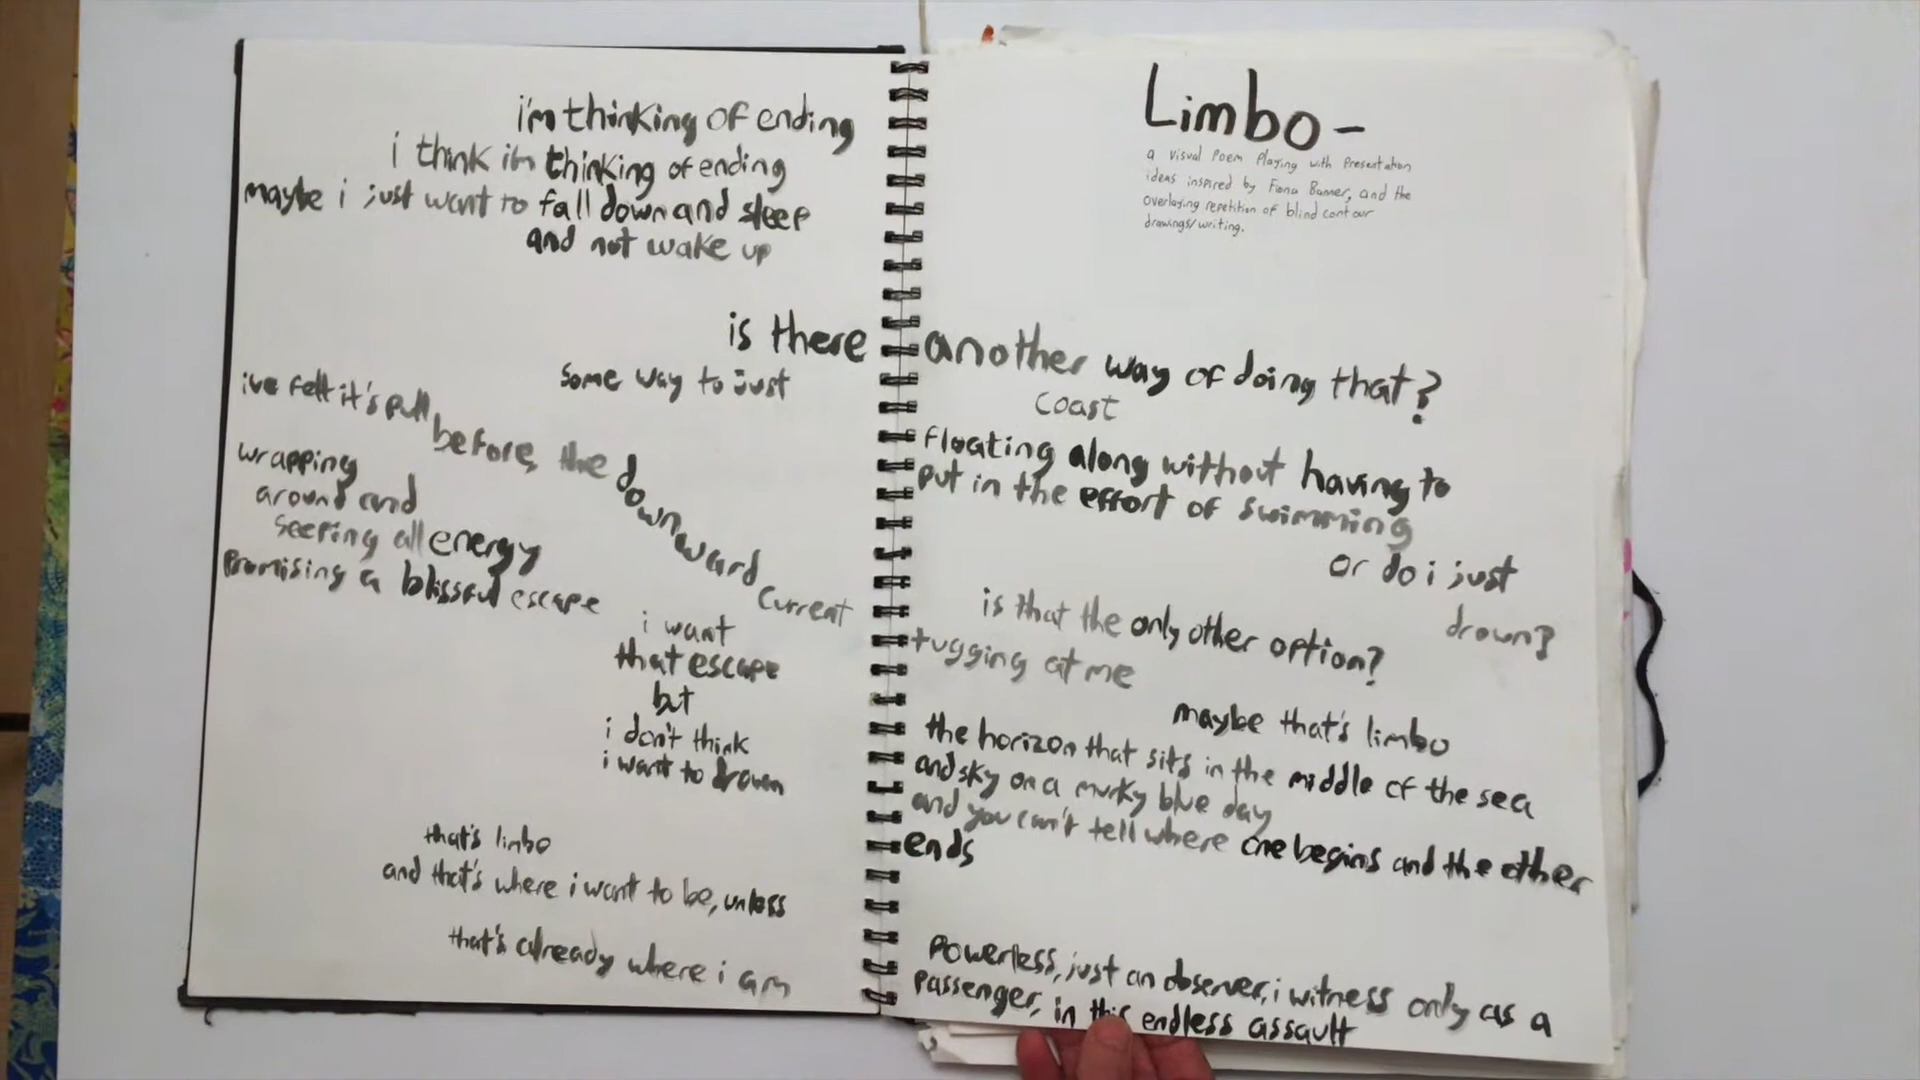 i'm thinking of ending
i think i'm thinking of ending
maybe i just want to fall down and sleep
and not wake up
is there another way of doing that?
some way to just
coast
i've felt it's pull before, the downward current
wrapping
around and
seeping all energy
promising a blissful escape
i want
that escape
but
i don't think
i want to drown
that's limbo
and that's where i want to be, unless
that's already where i am
Limbo -
a visual poem playing with presentation
ideas inspired by Fiona Banner, and the
overlaying repetition of blind contour
drawings/writing.
floating along without having to
put in the effort of swimming
or do i just
drown?
is that the only other option?
tugging at me
maybe that's limbo
the horizon that sits in the middle of the sea
and sky on a murky blue day
and you can't tell where one begins and the other
ends
Powerless, just an observer, i witness only as a
passenger, in this endless assault